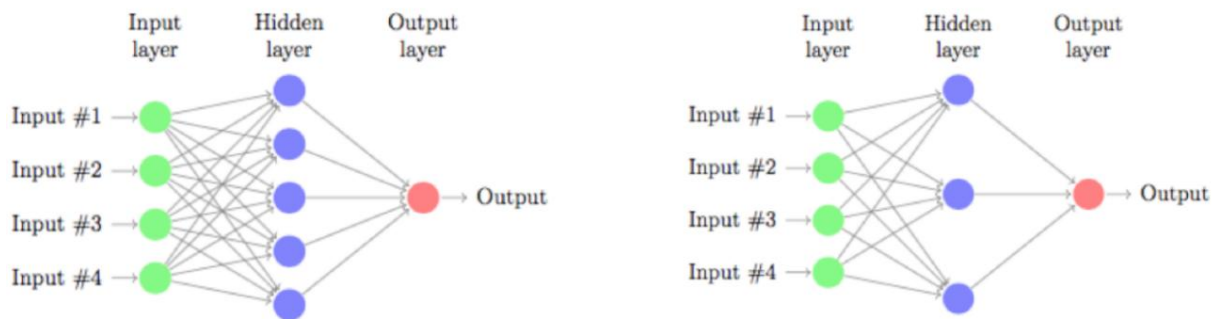 Input Hidden Output
layer layer layer
Input #1
Input #2
Input #3
Input #4
Output
Input Hidden Output
layer layer layer
Input #1
Input #2
Input #3
Input #4
Output